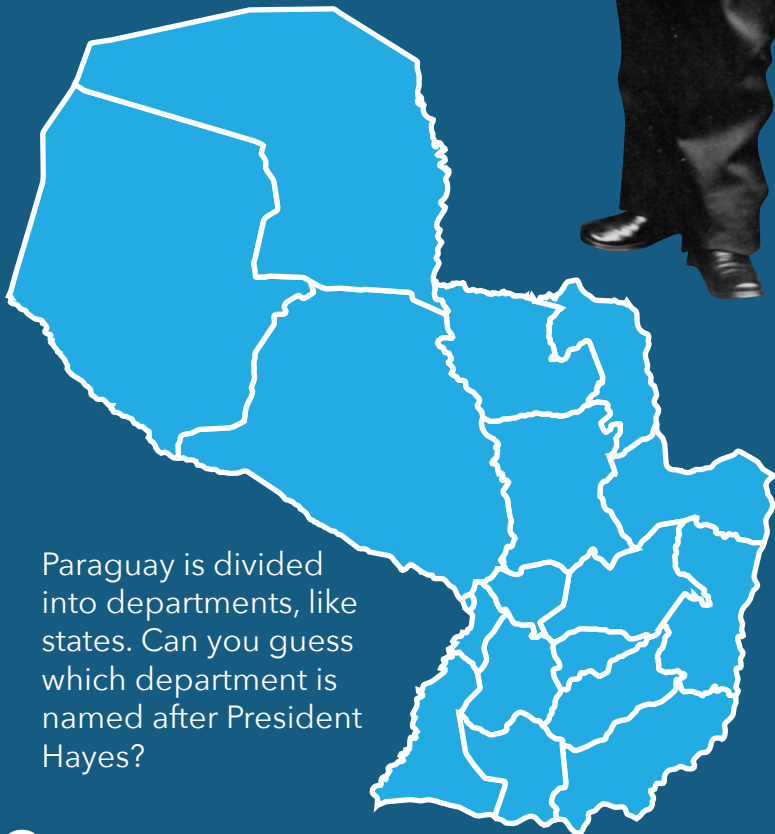 Paraguay is divided
into departments, like
states. Can you guess
which department is
named after President
Hayes?